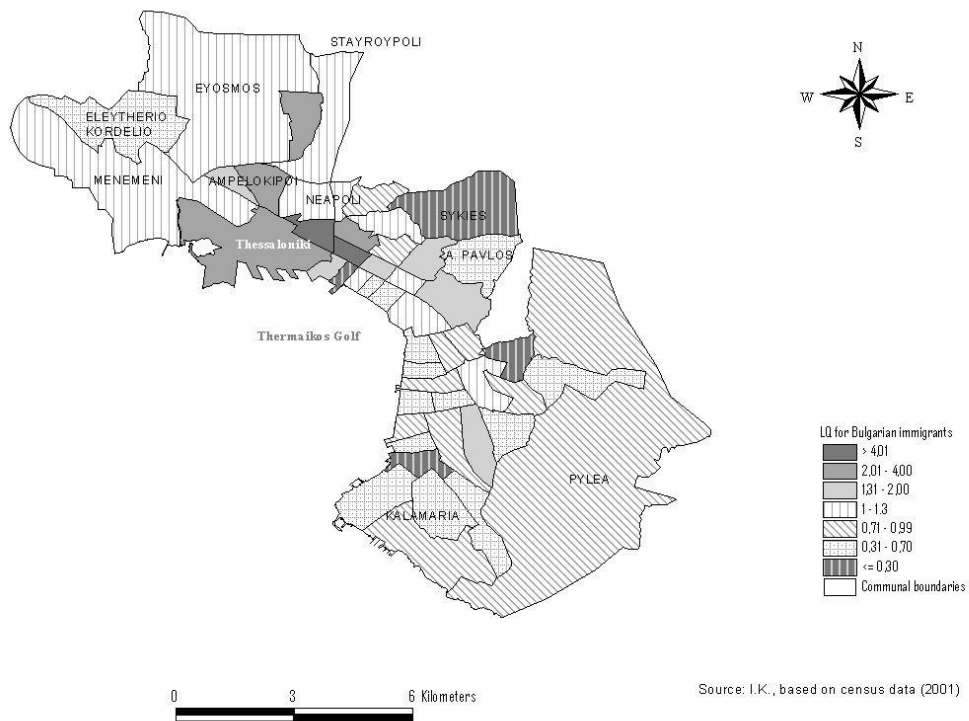 STAYROYPOLI
N
EYOSMOS
W E
ELEYTHERIO
KORDELIO
S
MENEMENI
AMPELOKIPOI
NEAPOLI
SYKIES
Thessaloniki
A. PAVLOS
Thermaikos Golf
LQ for Bulgarian immigrants
> 4,01
2,01 - 4,00
1,31 - 2,00
1 - 1.3
0,71 - 0,99
0,31 - 0,70
<= 0,30
Communal boundaries
PYLEA
KALAMARIA
0 3 6 Kilometers
Source: I.K., based on census data (2001)